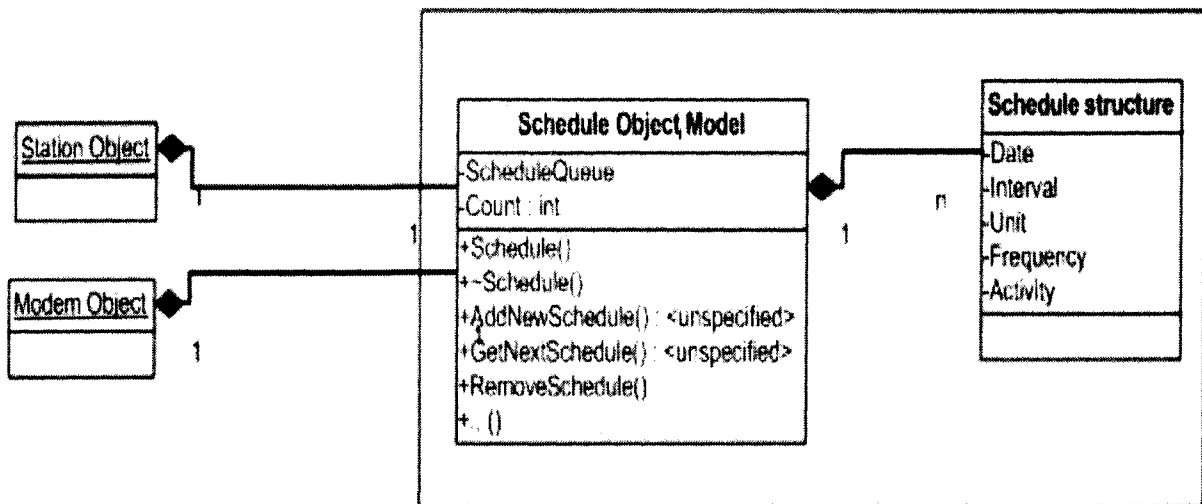 Station Object
1
Modem Object
1
1
Schedule Object Model
-ScheduleQueue
-Count : int
+Schedule()
+~Schedule()
+AddNewSchedule() : <unspecified>
1
+GetNextSchedule() : <unspecified>
+RemoveSchedule()
+..()
1
n
Schedule structure
-Date
-Interval
-Unit
-Frequency
-Activity